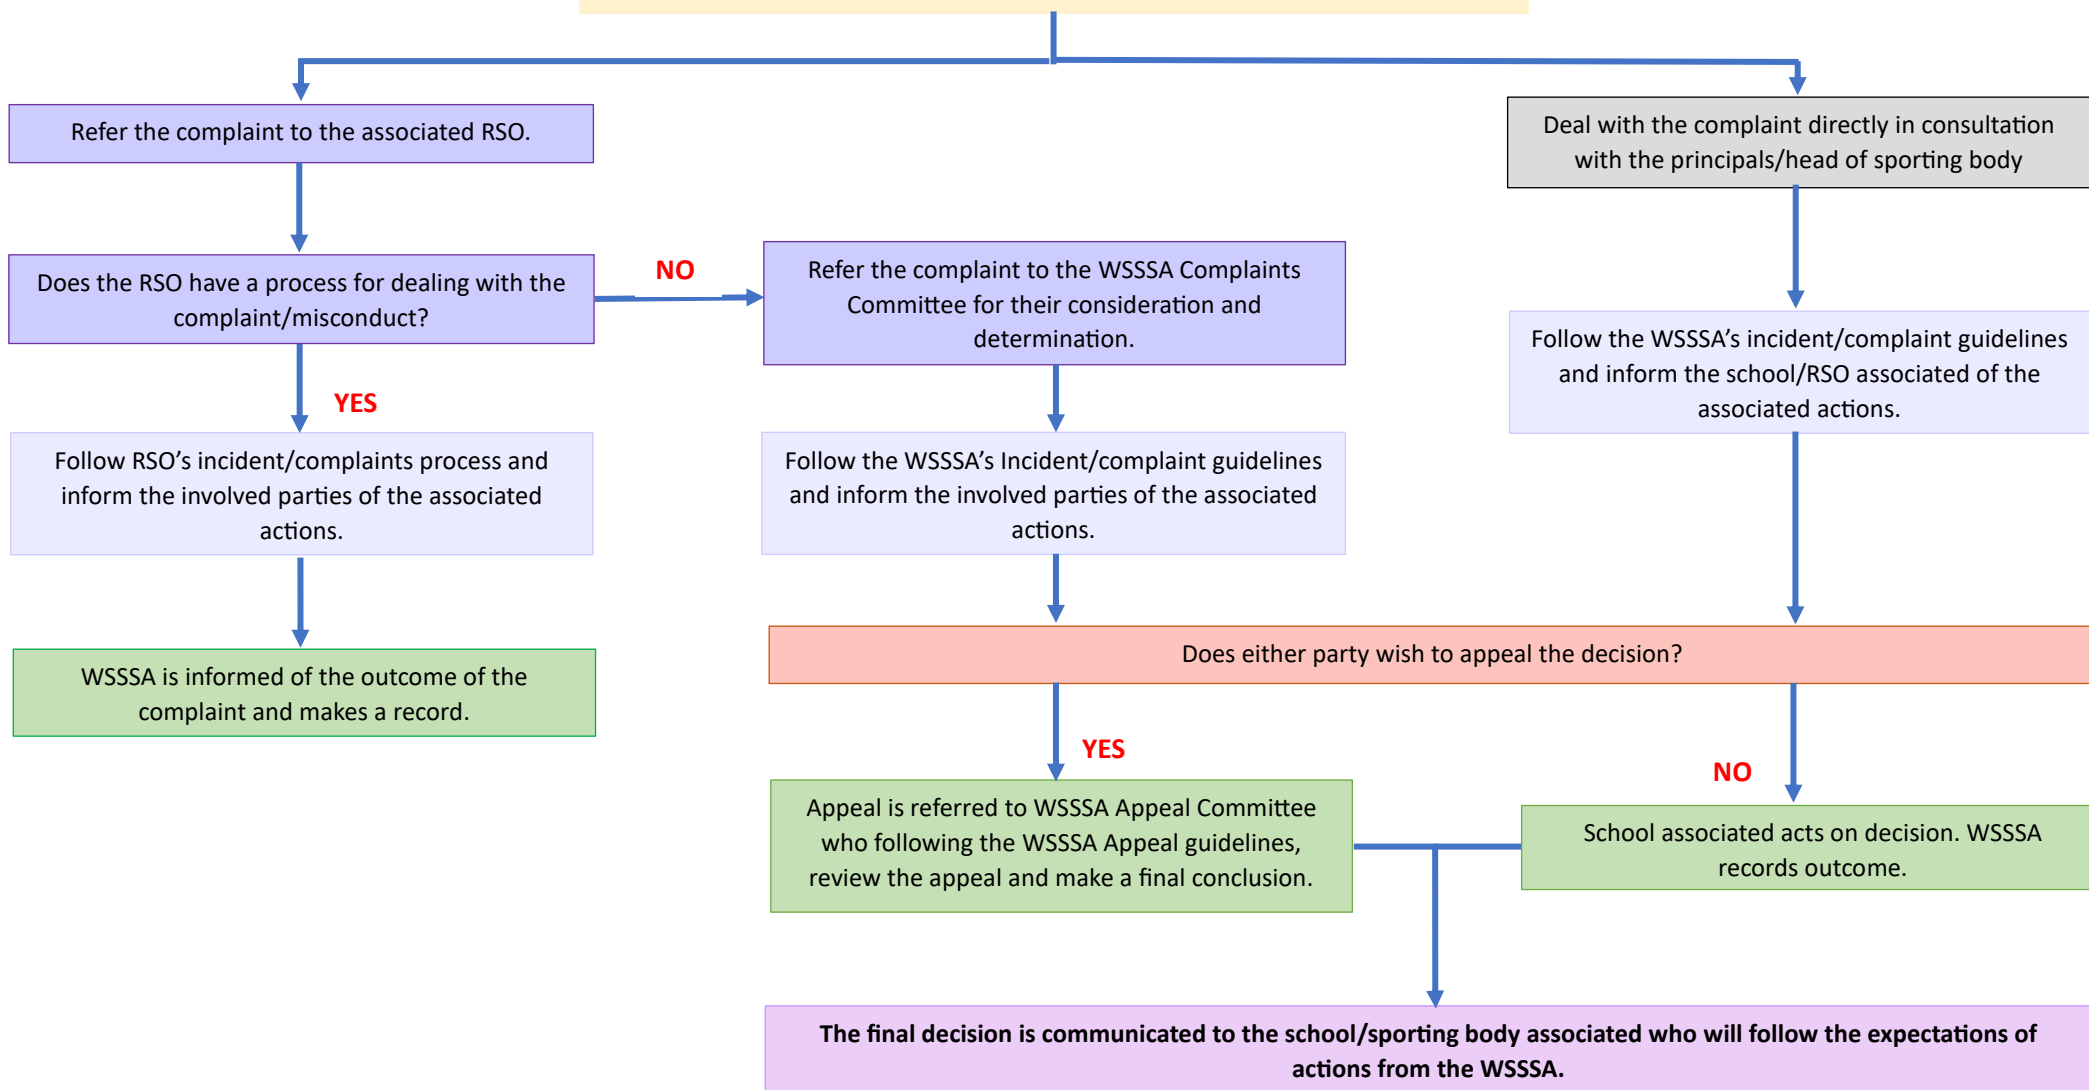 Refer the complaint to the associated RSO.
Deal with the complaint directly in consultation
with the principals/head of sporting body
Does the RSO have a process for dealing with the
complaint/misconduct?
NO
Refer the complaint to the WSSSA Complaints
Committee for their consideration and
determination.
Follow the WSSSA’s incident/complaint guidelines
and inform the school/RSO associated of the
associated actions.
YES
Follow RSO’s incident/complaints process and
inform the involved parties of the associated
actions.
Follow the WSSSA’s Incident/complaint guidelines
and inform the involved parties of the associated
actions.
WSSSA is informed of the outcome of the
complaint and makes a record.
Does either party wish to appeal the decision?
YES
NO
Appeal is referred to WSSSA Appeal Committee
who following the WSSSA Appeal guidelines,
review the appeal and make a final conclusion.
School associated acts on decision. WSSSA
records outcome.
The final decision is communicated to the school/sporting body associated who will follow the expectations of
actions from the WSSSA.